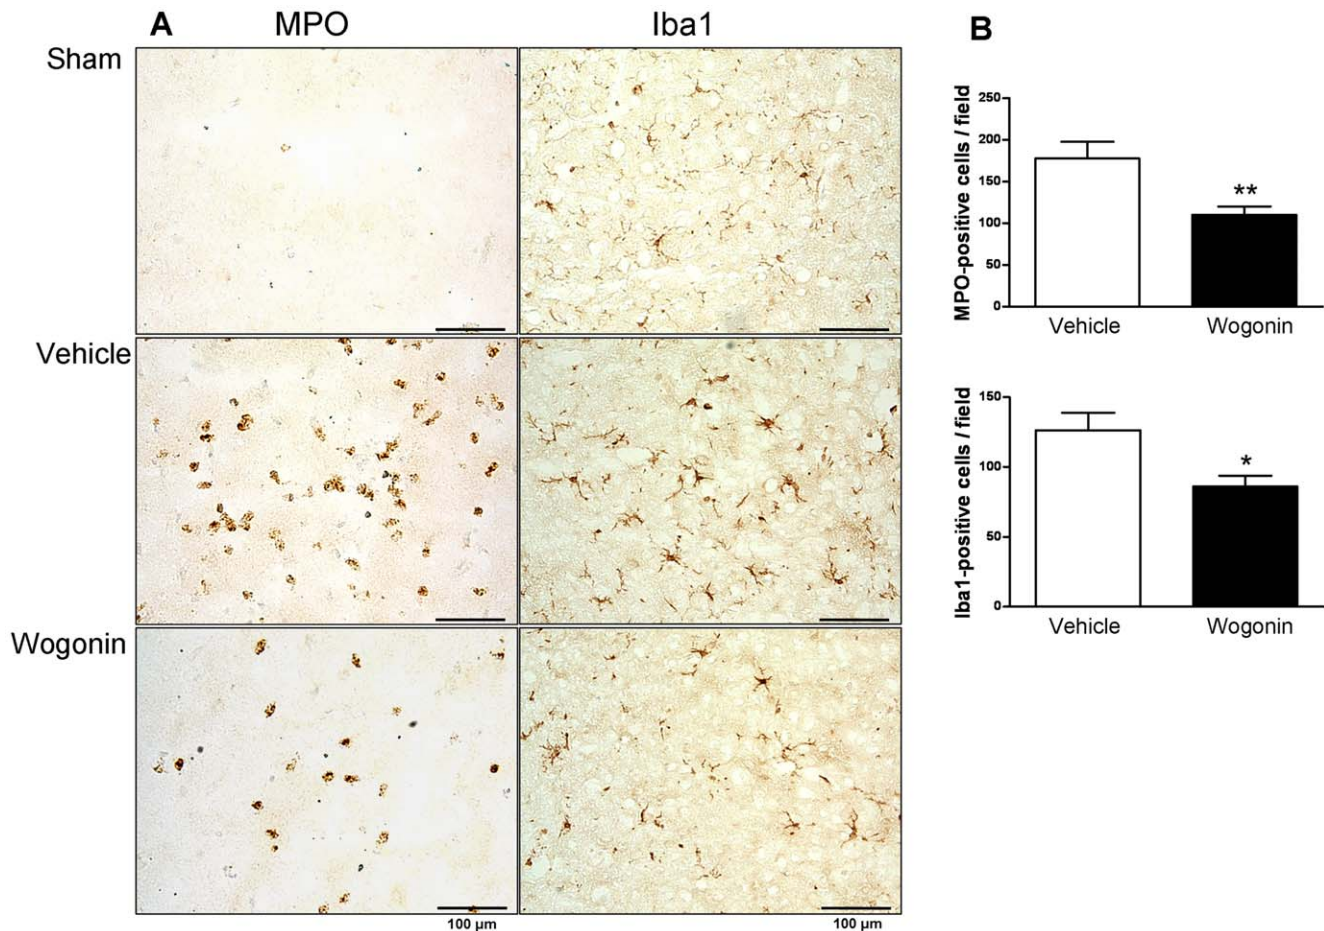 A
MPO
Iba1
B
Sham
Vehicle
Wogonin
100 µm
100 µm
MPO-positive cells / field
250
200
150
100
50
0
**
Vehicle
Wogonin
Iba1-positive cells / field
150
100
50
0
*
Vehicle
Wogonin